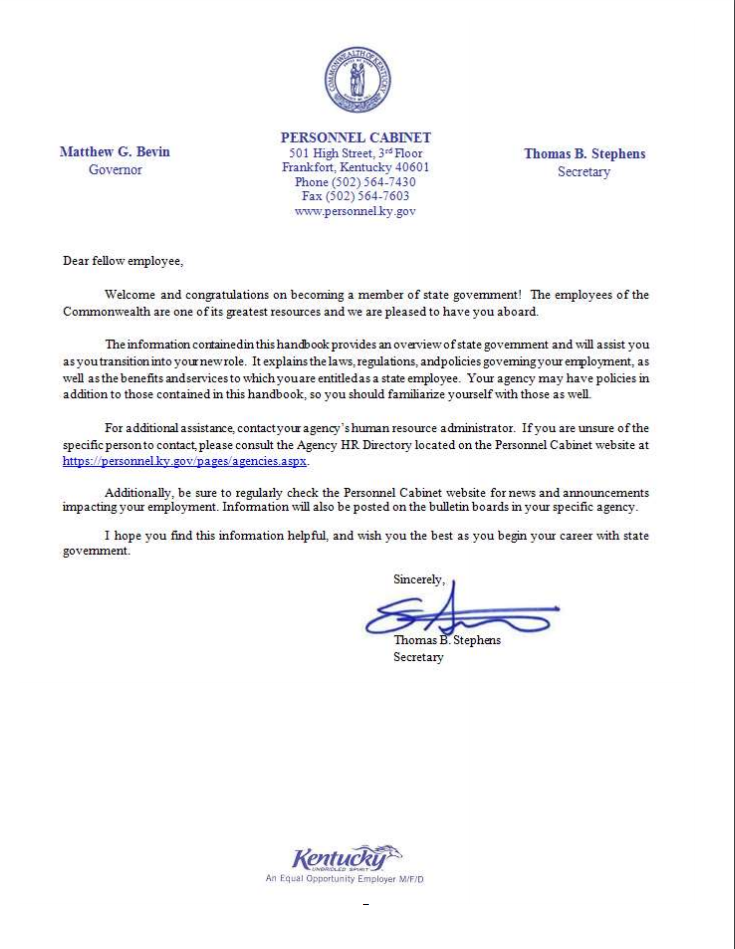 COMMONWEALTH OF KENTUCKY
PERSONNEL CABINET
Matthew G. Bevin
Governor
501 High Street, 3rd Floor
Frankfort, Kentucky 40601
Phone (502) 564-7430
Fax (502) 564-7603
www.personnel.ky.gov
Thomas B. Stephens
Secretary
Dear fellow employee,
Welcome and congratulations on becoming a member of state government! The employees of the
Commonwealth are one of its greatest resources and we are pleased to have you aboard.
The information contained in this handbook provides an overview of state government and will assist you
as you transition into your new role. It explains the laws, regulations, and policies governing your employment, as
well as the benefits and services to which you are entitled as a state employee. Your agency may have policies in
addition to those contained in this handbook, so you should familiarize yourself with those as well.
For additional assistance, contact your agency's human resource administrator. If you are unsure of the
specific person to contact, please consult the Agency HR Directory located on the Personnel Cabinet website at
https://personnel.ky.gov/pages/agencies.aspx.
Additionally, be sure to regularly check the Personnel Cabinet website for news and announcements
impacting your employment. Information will also be posted on the bulletin boards in your specific agency.
I hope you find this information helpful, and wish you the best as you begin your career with state
government.
Sincerely,
Thomas B. Stephens
Secretary
Kentucky
UNBRIDLED SPIRIT
An Equal Opportunity Employer M/F/D